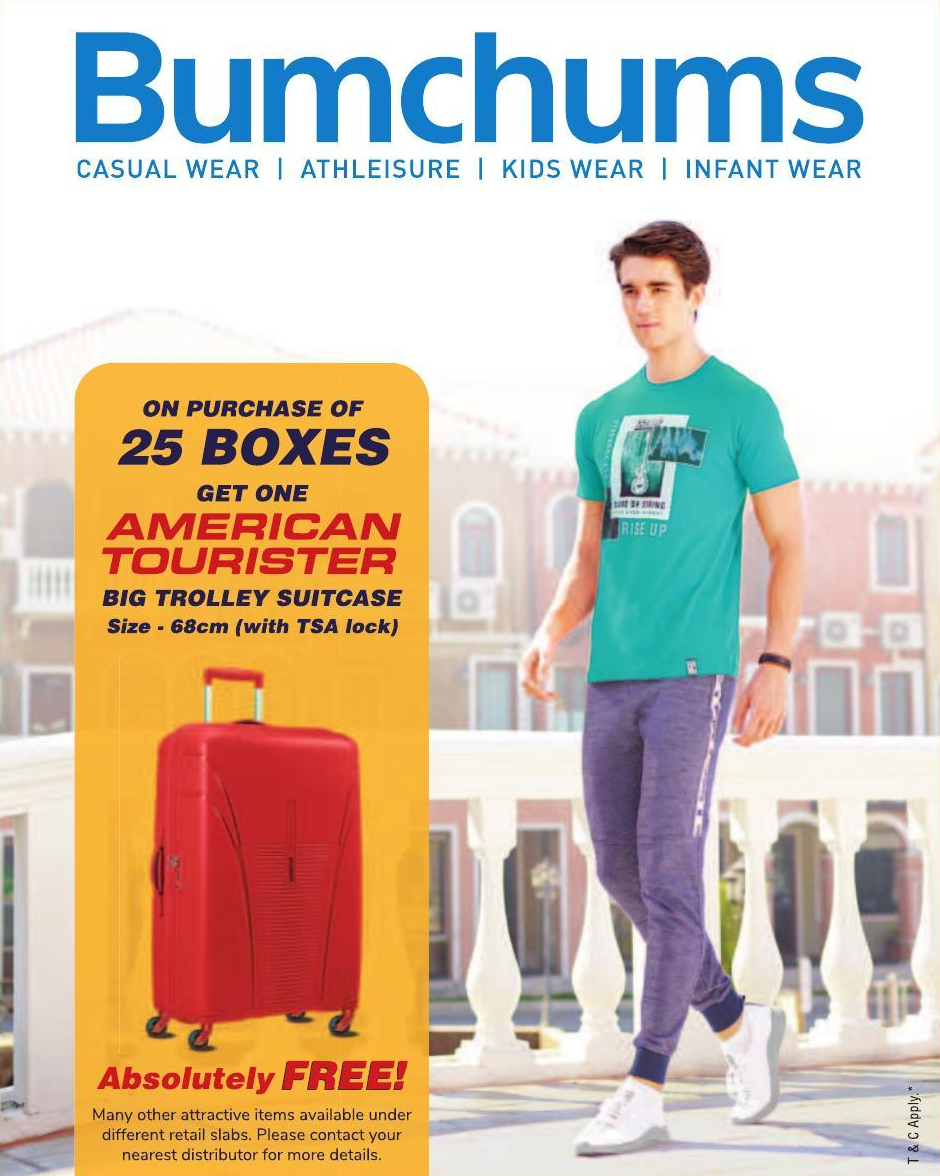 Bumchums
CASUAL WEAR | ATHLEISURE | KIDS WEAR | INFANT WEAR
ON PURCHASE OF
25 BOXES
GET ONE
AMERICAN
TOURISTER
BIG TROLLEY SUITCASE
Size - 68cm (with TSA lock)
RISE UP
Absolutely FREE!
Many other attractive items available under
different retail slabs. Please contact your
nearest distributor for more details.
T & C Apply.*